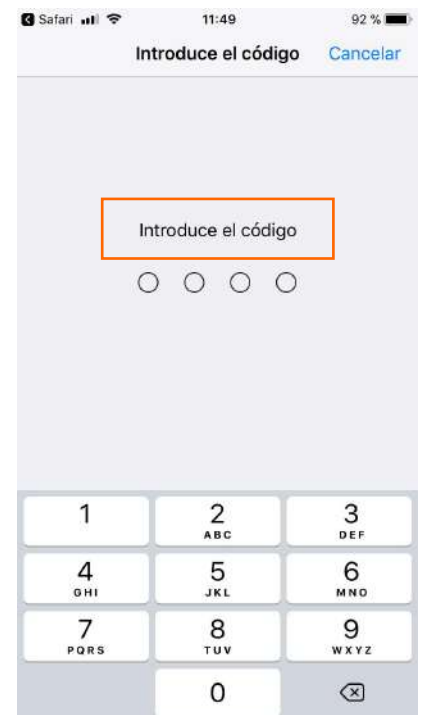 Safari 11:49 92 %
Introduce el código Cancelar
Introduce el código
1 2 3
ABC DEF
4 5 6
GHI JKL MNO
7 8 9
PQRS TUV WXYZ
0